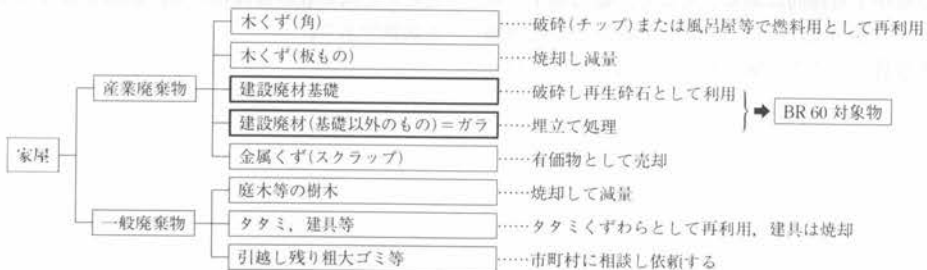 木くず(角)……破砕(チップ)または風呂屋等で燃料用として再利用
木くず(板もの)……焼却し減量
産業廃棄物
建設廃材基礎……破砕し再生砕石として利用
➡ BR 60 対象物
建設廃材(基礎以外のもの)=ガラ……埋立て処理
家屋
金属くず(スクラップ)……有価物として売却
庭木等の樹木……焼却して減量
一般廃棄物
タタミ，建具等……タタミくずわらとして再利用，建具は焼却
引越し残り粗大ゴミ等……市町村に相談し依頼する